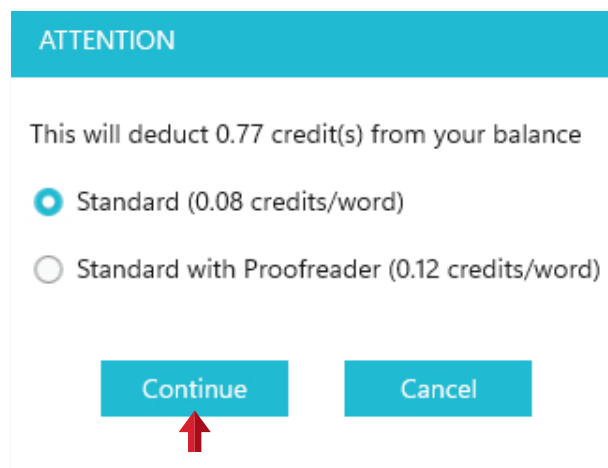 ATTENTION
This will deduct 0.77 credit(s) from your balance
Standard (0.08 credits/word)
Standard with Proofreader (0.12 credits/word)
Continue Cancel